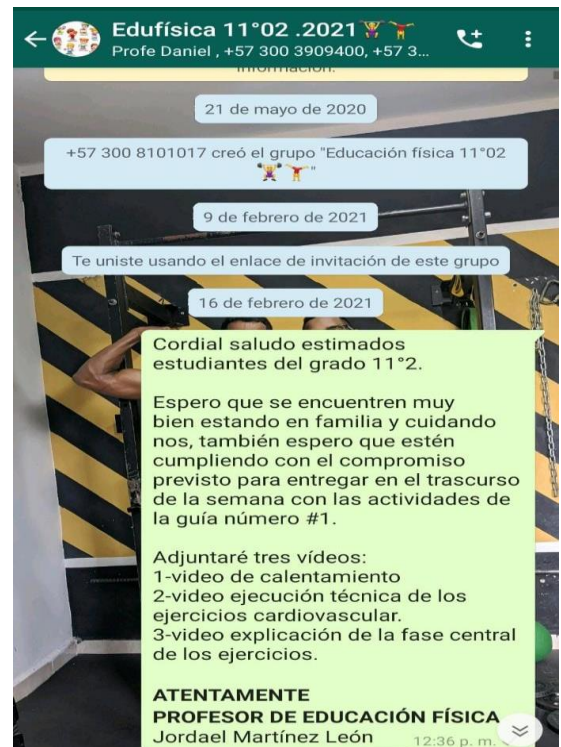 Edufísica 11°02 .2021
Profe Daniel , +57 300 3909400, +57 3...
información.
21 de mayo de 2020
+57 300 8101017 creó el grupo "Educación física 11°02
"
9 de febrero de 2021
Te uniste usando el enlace de invitación de este grupo
16 de febrero de 2021
Cordial saludo estimados
estudiantes del grado 11°2.
Espero que se encuentren muy
bien estando en familia y cuidando
nos, también espero que estén
cumpliendo con el compromiso
previsto para entregar en el trascurso
de la semana con las actividades de
la guía número #1.
Adjuntaré tres vídeos:
1-video de calentamiento
2-video ejecución técnica de los
ejercicios cardiovascular.
3-video explicación de la fase central
de los ejercicios.
ATENTAMENTE
PROFESOR DE EDUCACIÓN FÍSICA
Jordael Martínez León 12:36 p. m.